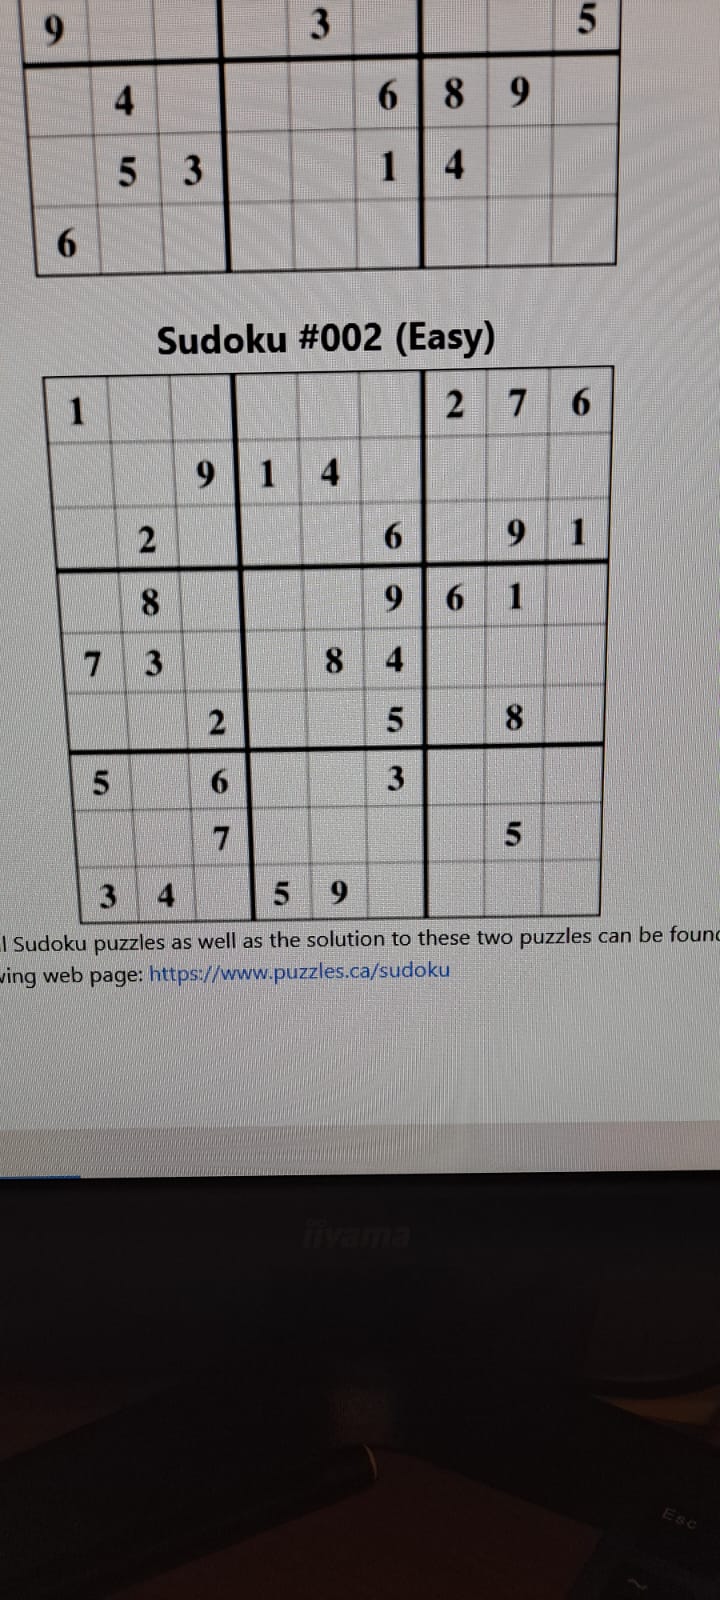 9 3 5
4 6 8 9
5 3 1 4
6
Sudoku #002 (Easy)
1 2 7 6
9 1 4
2 6 9 1
8 9 6 1
7 3 8 4
2 5 8
5 6 3
7 5
3 4 5 9
l Sudoku puzzles as well as the solution to these two puzzles can be found
wing web page: https://www.puzzles.ca/sudoku
iiyama
Esc
~